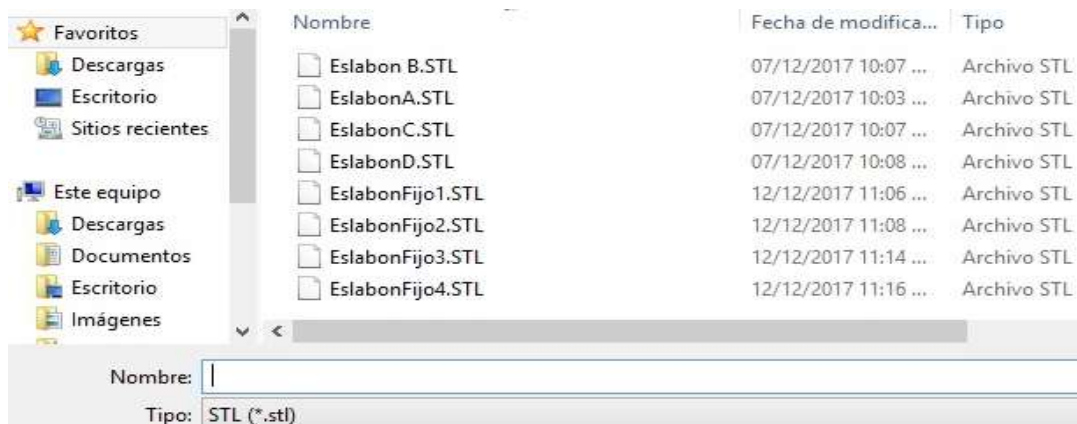 Favoritos
Descargas
Escritorio
Sitios recientes
Este equipo
Descargas
Documentos
Escritorio
Imágenes
Nombre Fecha de modifica... Tipo
Eslabon B.STL 07/12/2017 10:07 ... Archivo STL
EslabonA.STL 07/12/2017 10:03 ... Archivo STL
EslabonC.STL 07/12/2017 10:07 ... Archivo STL
EslabonD.STL 07/12/2017 10:08 ... Archivo STL
EslabonFijo1.STL 12/12/2017 11:06 ... Archivo STL
EslabonFijo2.STL 12/12/2017 11:08 ... Archivo STL
EslabonFijo3.STL 12/12/2017 11:14 ... Archivo STL
EslabonFijo4.STL 12/12/2017 11:16 ... Archivo STL
Nombre:
Tipo: STL (*.stl)